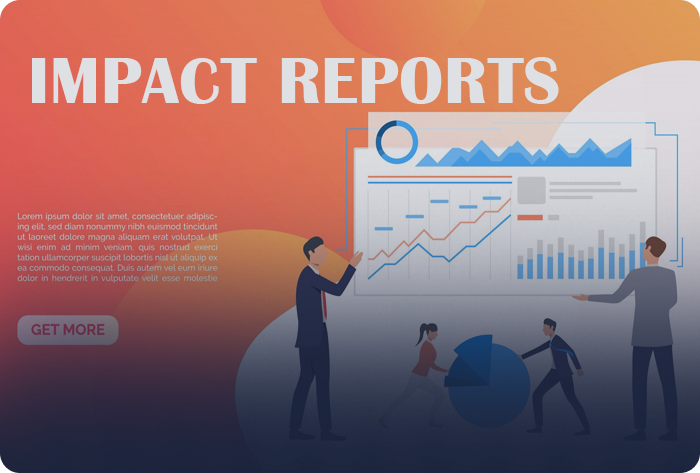 IMPACT REPORTS
Lorem ipsum dolor sit amet, consectetuer adipisc-
ing elit, sed diam nonummy nibh euismod tincidunt
ut laoreet dolore magna aliquam erat volutpat. Ut
wisi enim ad minim veniam, quis nostrud exerci
tation ullamcorper suscipit lobortis nisl ut aliquip ex
ea commodo consequat. Duis autem vel eum iriure
dolor in hendrerit in vulputate velit esse molestie
GET MORE